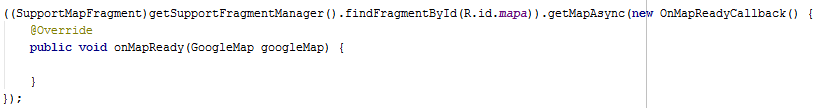 ((SupportMapFragment)getSupportFragmentManager().findFragmentById(R.id.mapa)).getMapAsync(new OnMapReadyCallback() {
    @Override
    public void onMapReady(GoogleMap googleMap) {

    }
});